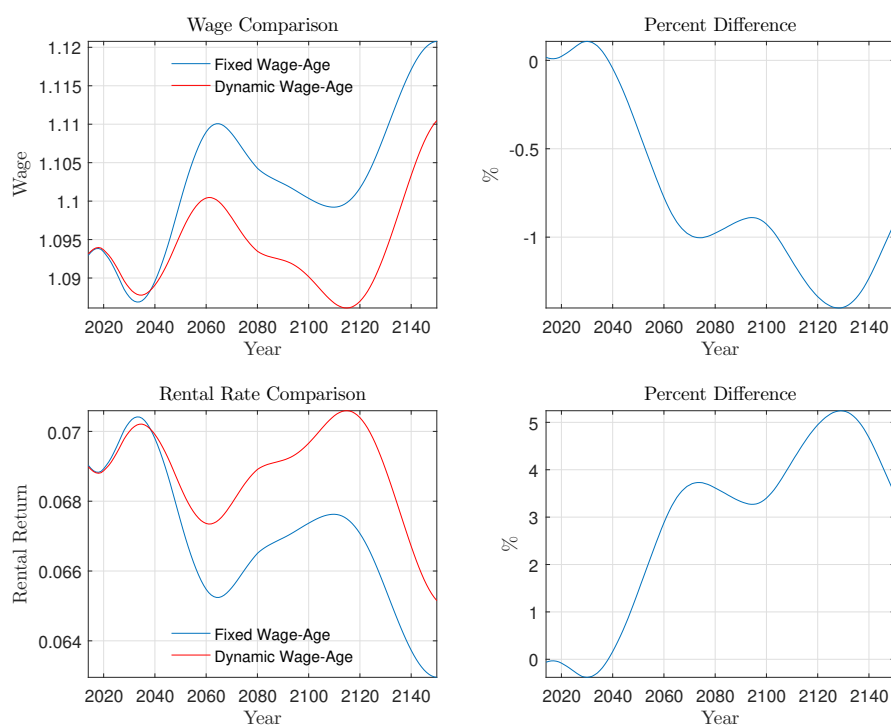 Wage Comparison
1.12
1.115
1.11
1.105
1.1
1.095
1.09
Wage
Fixed Wage-Age
Dynamic Wage-Age
2020 2040 2060 2080 2100 2120 2140
Year
Percent Difference
0
-0.5
-1
%
2020 2040 2060 2080 2100 2120 2140
Year
Rental Rate Comparison
0.07
0.068
0.066
0.064
Rental Return
Fixed Wage-Age
Dynamic Wage-Age
2020 2040 2060 2080 2100 2120 2140
Year
Percent Difference
5
4
3
2
1
0
%
2020 2040 2060 2080 2100 2120 2140
Year